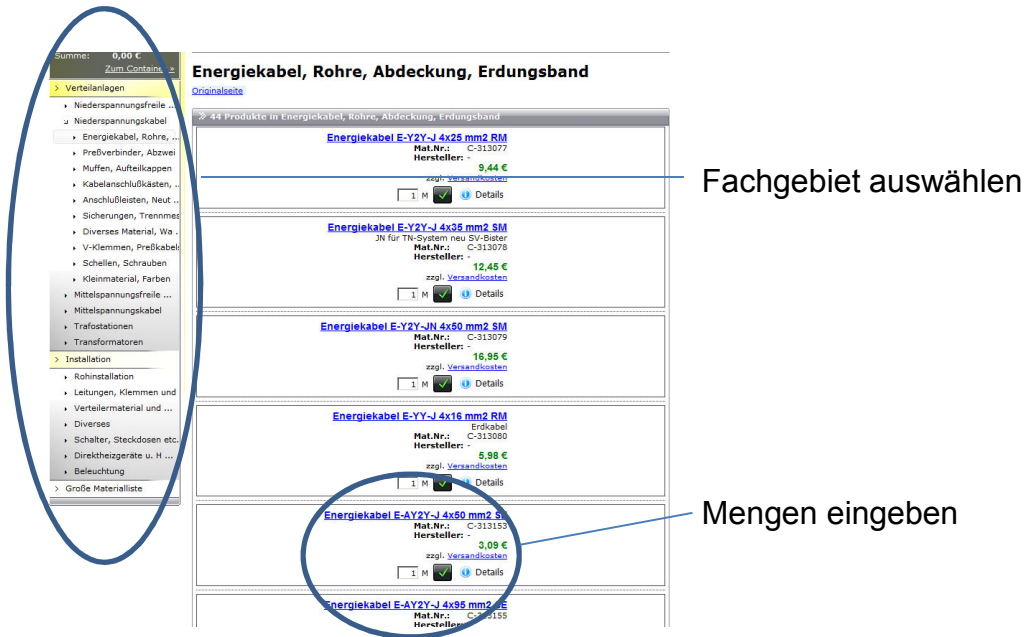 Summe: 0,00 €
Zum Container »
> Verteilanlagen
Niederspannungsfreile ...
Niederspannungskabel
Energiekabel, Rohre, ...
Preßverbinder, Abzwei
Muffen, Aufteilkappen
Kabelanschlußkästen, ..
Anschlußleisten, Neut ..
Sicherungen, Trennmes
Diverses Material, Wa .
V-Klemmen, Preßkabels
Schellen, Schrauben
Kleinmaterial, Farben
Mittelspannungsfreile ...
Mittelspannungskabel
Trafostationen
Transformatoren
> Installation
Rohinstallation
Leitungen, Klemmen und
Verteilermaterial und ...
Diverses
Schalter, Steckdosen etc.
Direktheizgeräte u. H ...
Beleuchtung
> Große Materialliste
Energiekabel, Rohre, Abdeckung, Erdungsband
Originalseite
» 44 Produkte in Energiekabel, Rohre, Abdeckung, Erdungsband
Energiekabel E-Y2Y-J 4x25 mm2 RM
Mat.Nr.: C-313077
Hersteller: -
9,44 €
zzgl. Versandkosten
1 M Details
Energiekabel E-Y2Y-J 4x35 mm2 SM
JN für TN-System neu SV-Bister
Mat.Nr.: C-313078
Hersteller: -
12,45 €
zzgl. Versandkosten
1 M Details
Energiekabel E-Y2Y-JN 4x50 mm2 SM
Mat.Nr.: C-313079
Hersteller: -
16,95 €
zzgl. Versandkosten
1 M Details
Energiekabel E-YY-J 4x16 mm2 RM
Erdkabel
Mat.Nr.: C-313080
Hersteller: -
5,98 €
zzgl. Versandkosten
1 M Details
Energiekabel E-AY2Y-J 4x50 mm2
Mat.Nr.: C-313153
Hersteller: -
3,09 €
zzgl. Versandkosten
1 M Details
Energiekabel E-AY2Y-J 4x95 mm2
Mat.Nr.: C-313155
Hersteller:
Fachgebiet auswählen
Mengen eingeben